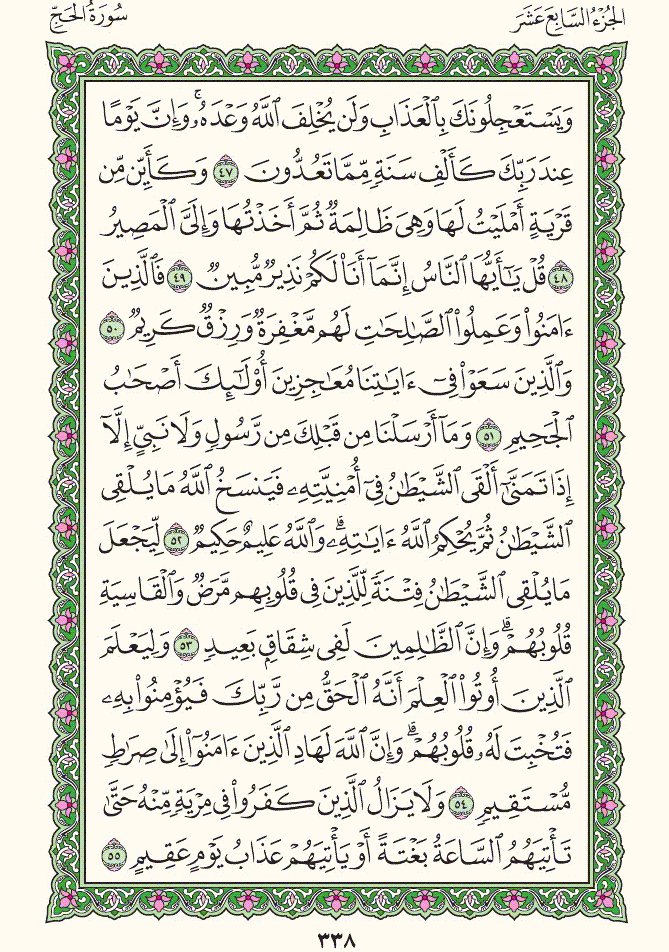 الجُزْءُ السَّابِعَ عَشَرَ
سُورَةُ الحَجِّ
وَيَسْتَعْجِلُونَكَ بِٱلْعَذَابِ وَلَن يُخْلِفَ ٱللَّهُ وَعْدَهُۥۚ وَإِنَّ يَوْمًا
عِندَ رَبِّكَ كَأَلْفِ سَنَةٍ مِّمَّا تَعُدُّونَ ٤٧ وَكَأَيِّن مِّن
قَرْيَةٍ أَمْلَيْتُ لَهَا وَهِىَ ظَالِمَةٌ ثُمَّ أَخَذْتُهَا وَإِلَىَّ ٱلْمَصِيرُ
٤٨ قُلْ يَٰٓأَيُّهَا ٱلنَّاسُ إِنَّمَآ أَنَا۠ لَكُمْ نَذِيرٌ مُّبِينٌ ٤٩ فَٱلَّذِينَ
ءَامَنُوا۟ وَعَمِلُوا۟ ٱلصَّٰلِحَٰتِ لَهُم مَّغْفِرَةٌ وَرِزْقٌ كَرِيمٌ ٥٠
وَٱلَّذِينَ سَعَوْا۟ فِىٓ ءَايَٰتِنَا مُعَٰجِزِينَ أُو۟لَٰٓئِكَ أَصْحَٰبُ
ٱلْجَحِيمِ ٥١ وَمَآ أَرْسَلْنَا مِن قَبْلِكَ مِن رَّسُولٍ وَلَا نَبِىٍّ إِلَّآ
إِذَا تَمَنَّىٰٓ أَلْقَى ٱلشَّيْطَٰنُ فِىٓ أُمْنِيَّتِهِۦ فَيَنسَخُ ٱللَّهُ مَا يُلْقِى
ٱلشَّيْطَٰنُ ثُمَّ يُحْكِمُ ٱللَّهُ ءَايَٰتِهِۦۗ وَٱللَّهُ عَلِيمٌ حَكِيمٌ ٥٢ لِّيَجْعَلَ
مَا يُلْقِى ٱلشَّيْطَٰنُ فِتْنَةً لِّلَّذِينَ فِى قُلُوبِهِم مَّرَضٌ وَٱلْقَاسِيَةِ
قُلُوبُهُمْۗ وَإِنَّ ٱلظَّٰلِمِينَ لَفِى شِقَاقٍۭ بَعِيدٍ ٥٣ وَلِيَعْلَمَ
ٱلَّذِينَ أُوتُوا۟ ٱلْعِلْمَ أَنَّهُ ٱلْحَقُّ مِن رَّبِّكَ فَيُؤْمِنُوا۟ بِهِۦ
فَتُخْبِتَ لَهُۥ قُلُوبُهُمْۗ وَإِنَّ ٱللَّهَ لَهَادِ ٱلَّذِينَ ءَامَنُوٓا۟ إِلَىٰ صِرَٰطٍ
مُّسْتَقِيمٍ ٥٤ وَلَا يَزَالُ ٱلَّذِينَ كَفَرُوا۟ فِى مِرْيَةٍ مِّنْهُ حَتَّىٰ
تَأْتِيَهُمُ ٱلسَّاعَةُ بَغْتَةً أَوْ يَأْتِيَهُمْ عَذَابُ يَوْمٍ عَقِيمٍ ٥٥
٣٣٨